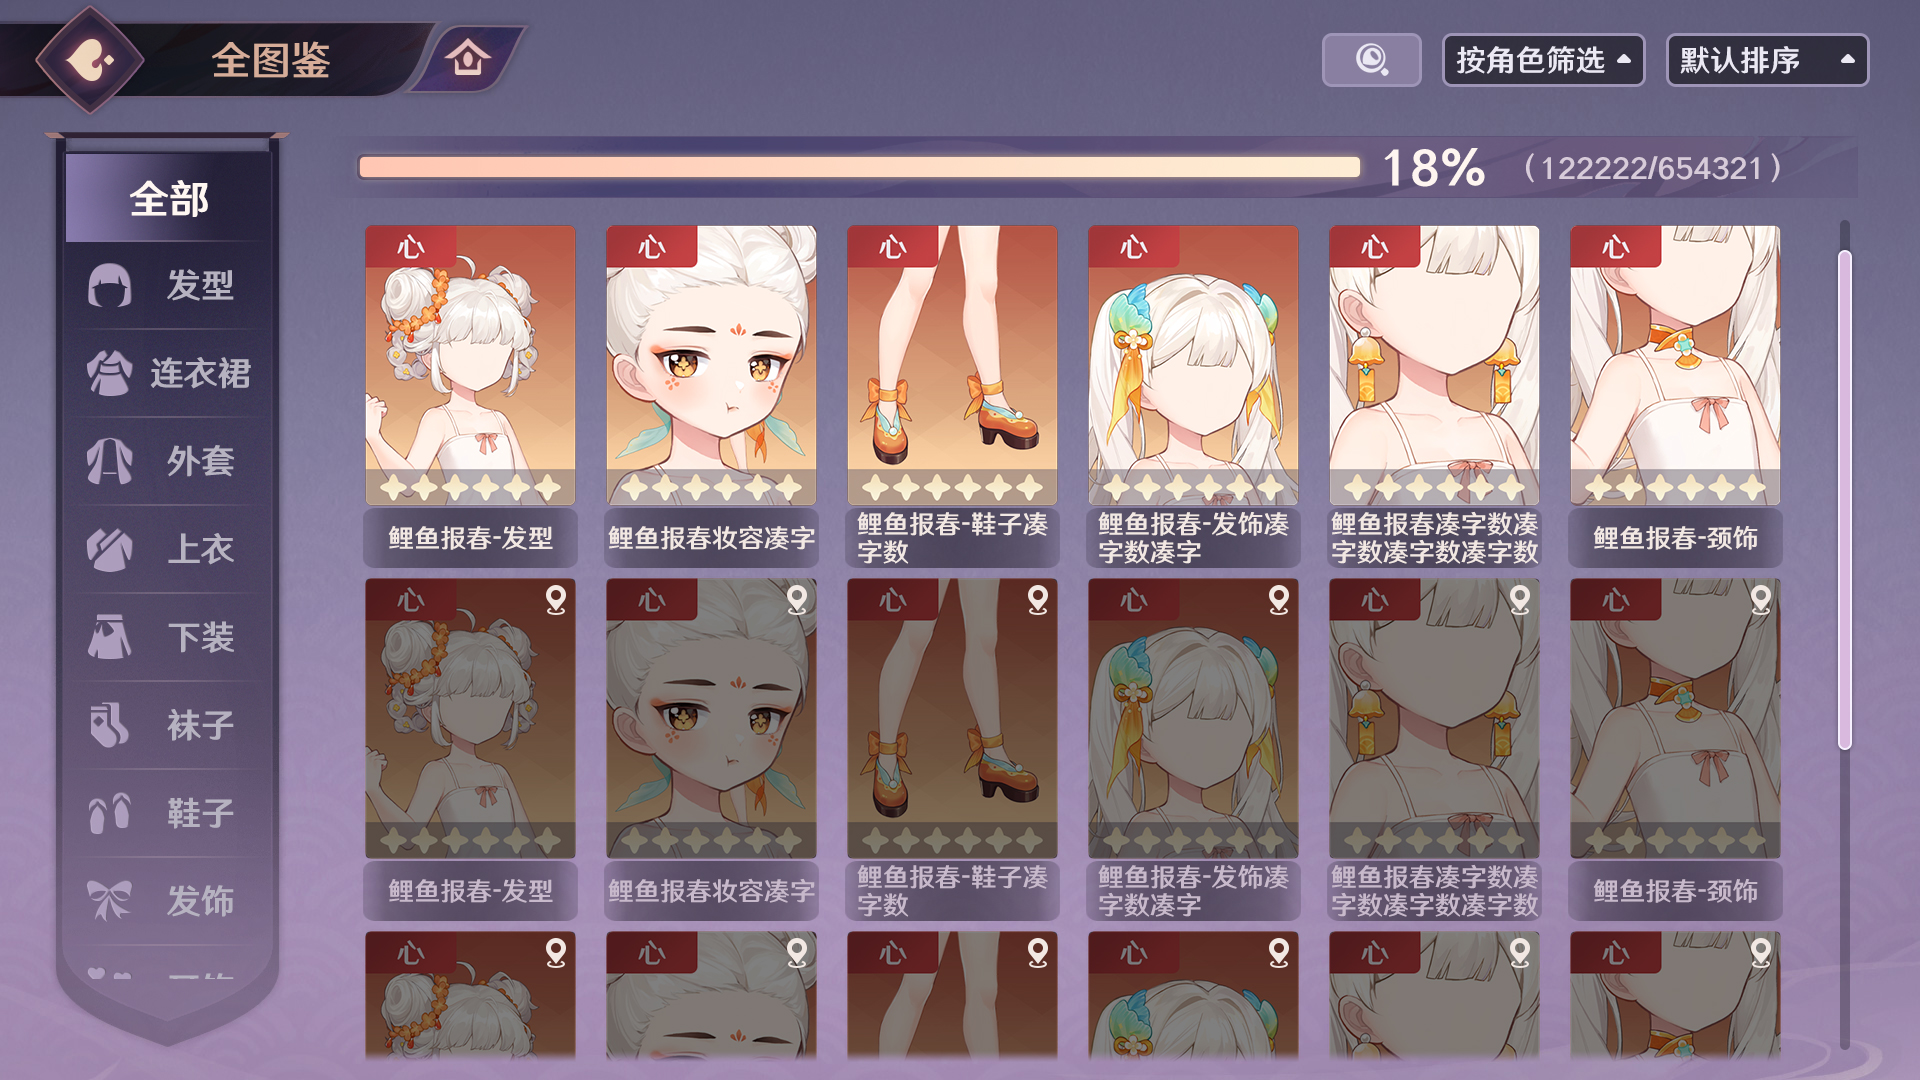 全图鉴
按角色筛选
默认排序
18%
（122222/654321）
全部
发型
连衣裙
外套
上衣
下装
袜子
鞋子
发饰
心
心
心
心
心
心
鲤鱼报春-发型
鲤鱼报春妆容凑字
鲤鱼报春-鞋子凑
字数
鲤鱼报春-发饰凑
字数凑字
鲤鱼报春凑字数凑
字数凑字数凑字数
鲤鱼报春-颈饰
心
心
心
心
心
心
鲤鱼报春-发型
鲤鱼报春妆容凑字
鲤鱼报春-鞋子凑
字数
鲤鱼报春-发饰凑
字数凑字
鲤鱼报春凑字数凑
字数凑字数凑字数
鲤鱼报春-颈饰
心
心
心
心
心
心